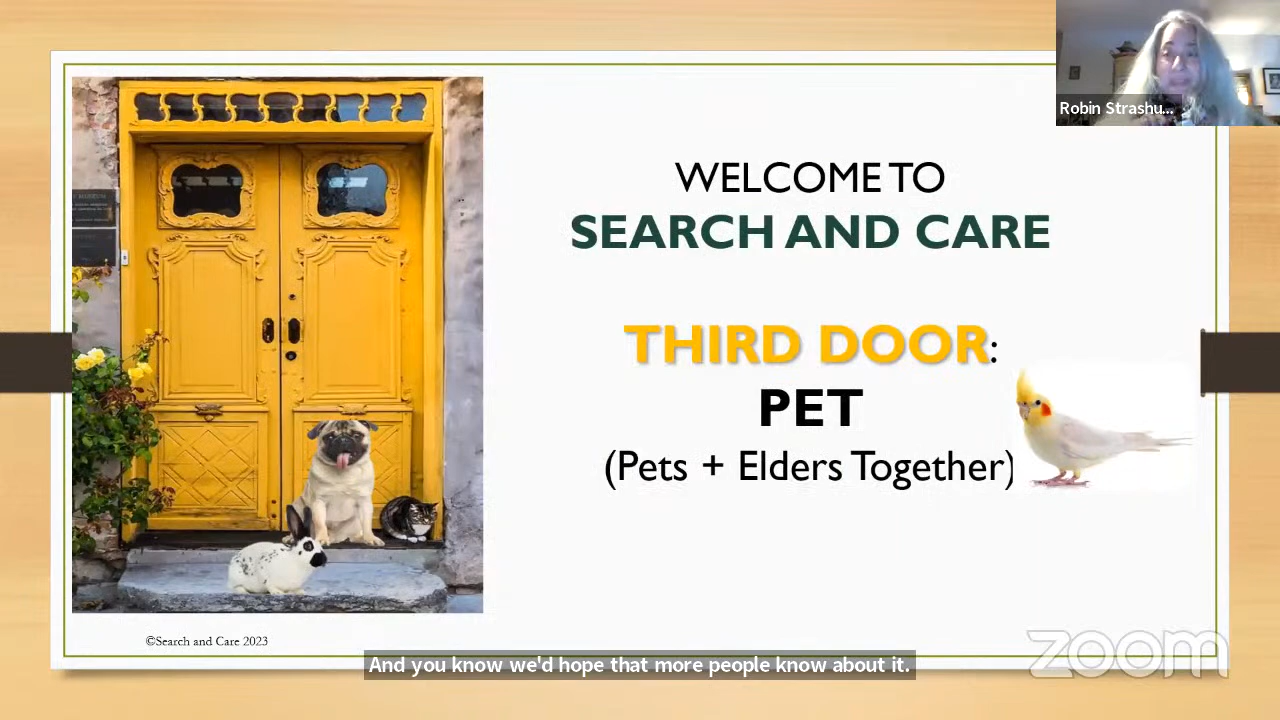 Robin Strashu...
WELCOME TO
SEARCH AND CARE
THIRD DOOR:
PET
(Pets + Elders Together)
©Search and Care 2023
And you know we'd hope that more people know about it.
zoom